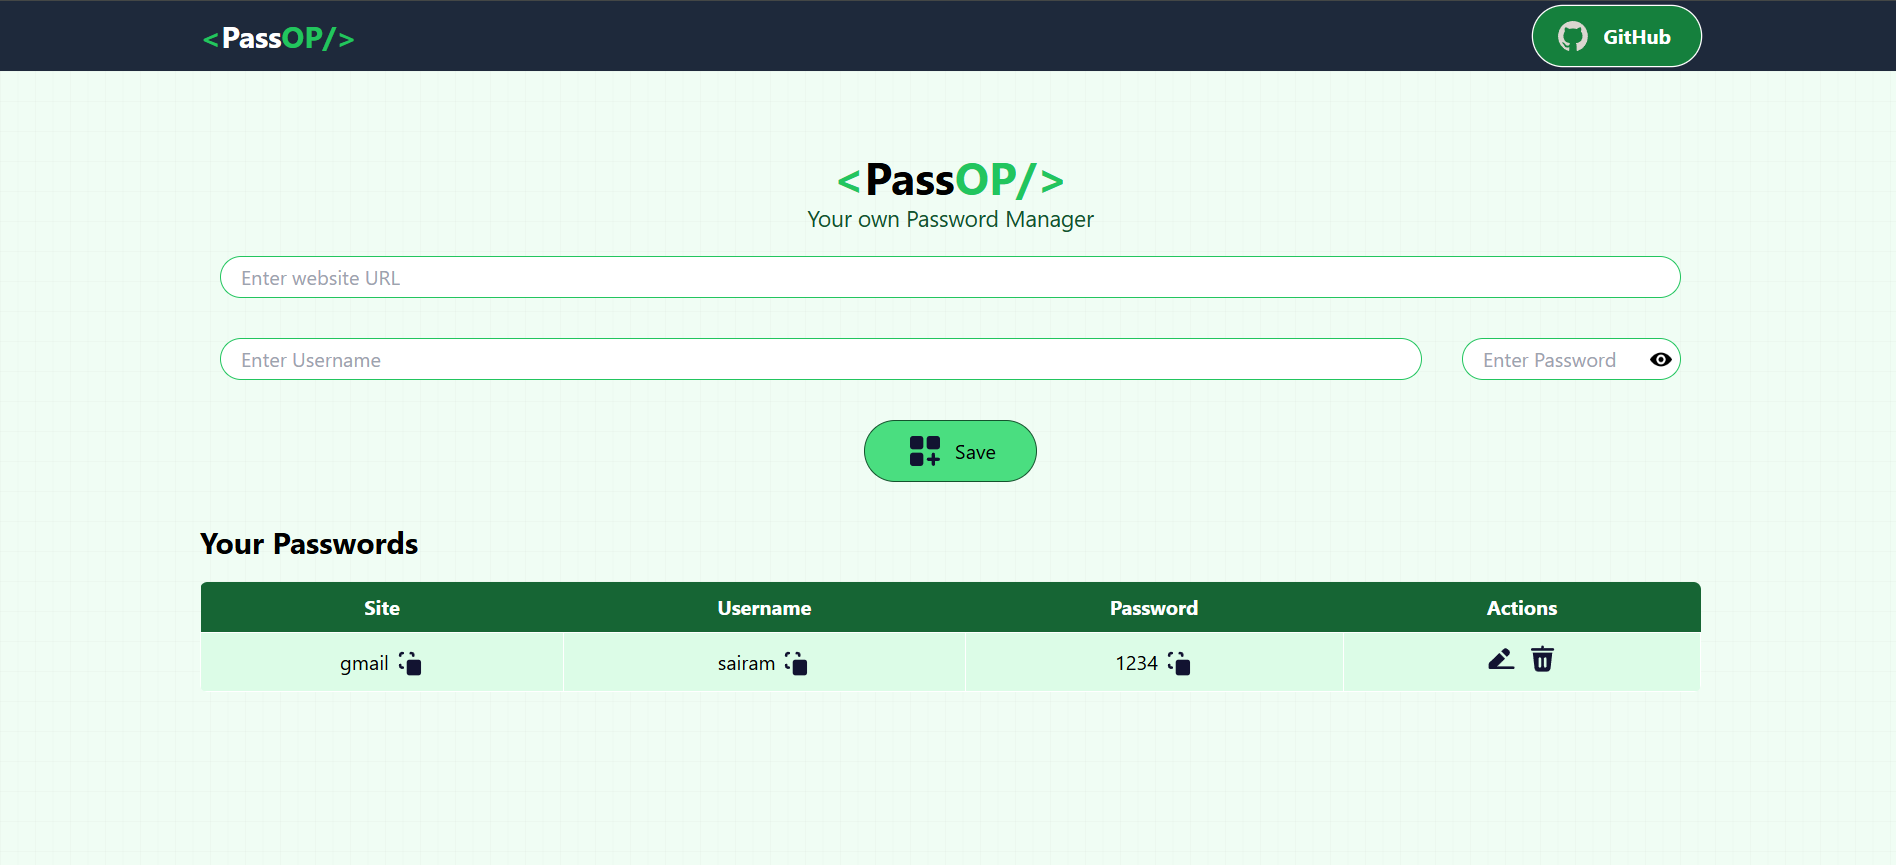 <PassOP/>
GitHub
<PassOP/>
Your own Password Manager
Enter website URL
Enter Username
Enter Password
Save
Your Passwords
Site Username Password Actions
gmail sairam 1234